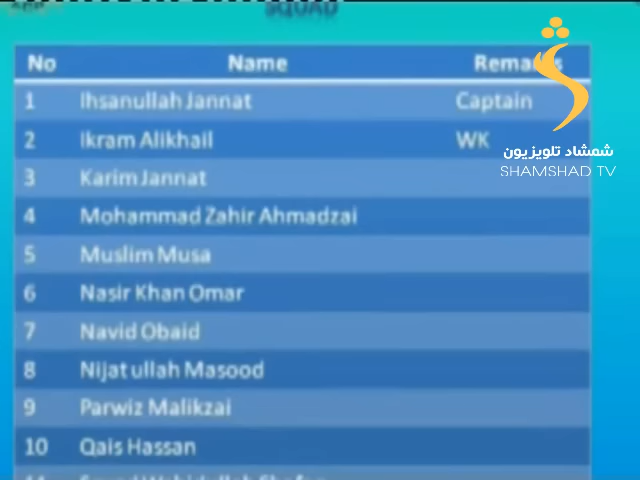 SQUAD
No Name Remarks
1 Ihsanullah Jannat Captain
2 Ikram Alikhail WK
3 Karim Jannat
4 Mohammad Zahir Ahmadzai
5 Muslim Musa
6 Nasir Khan Omar
7 Navid Obaid
8 Nijat ullah Masood
9 Parwiz Malikzai
10 Qais Hassan
شمشاد تلویزیون
SHAMSHAD TV